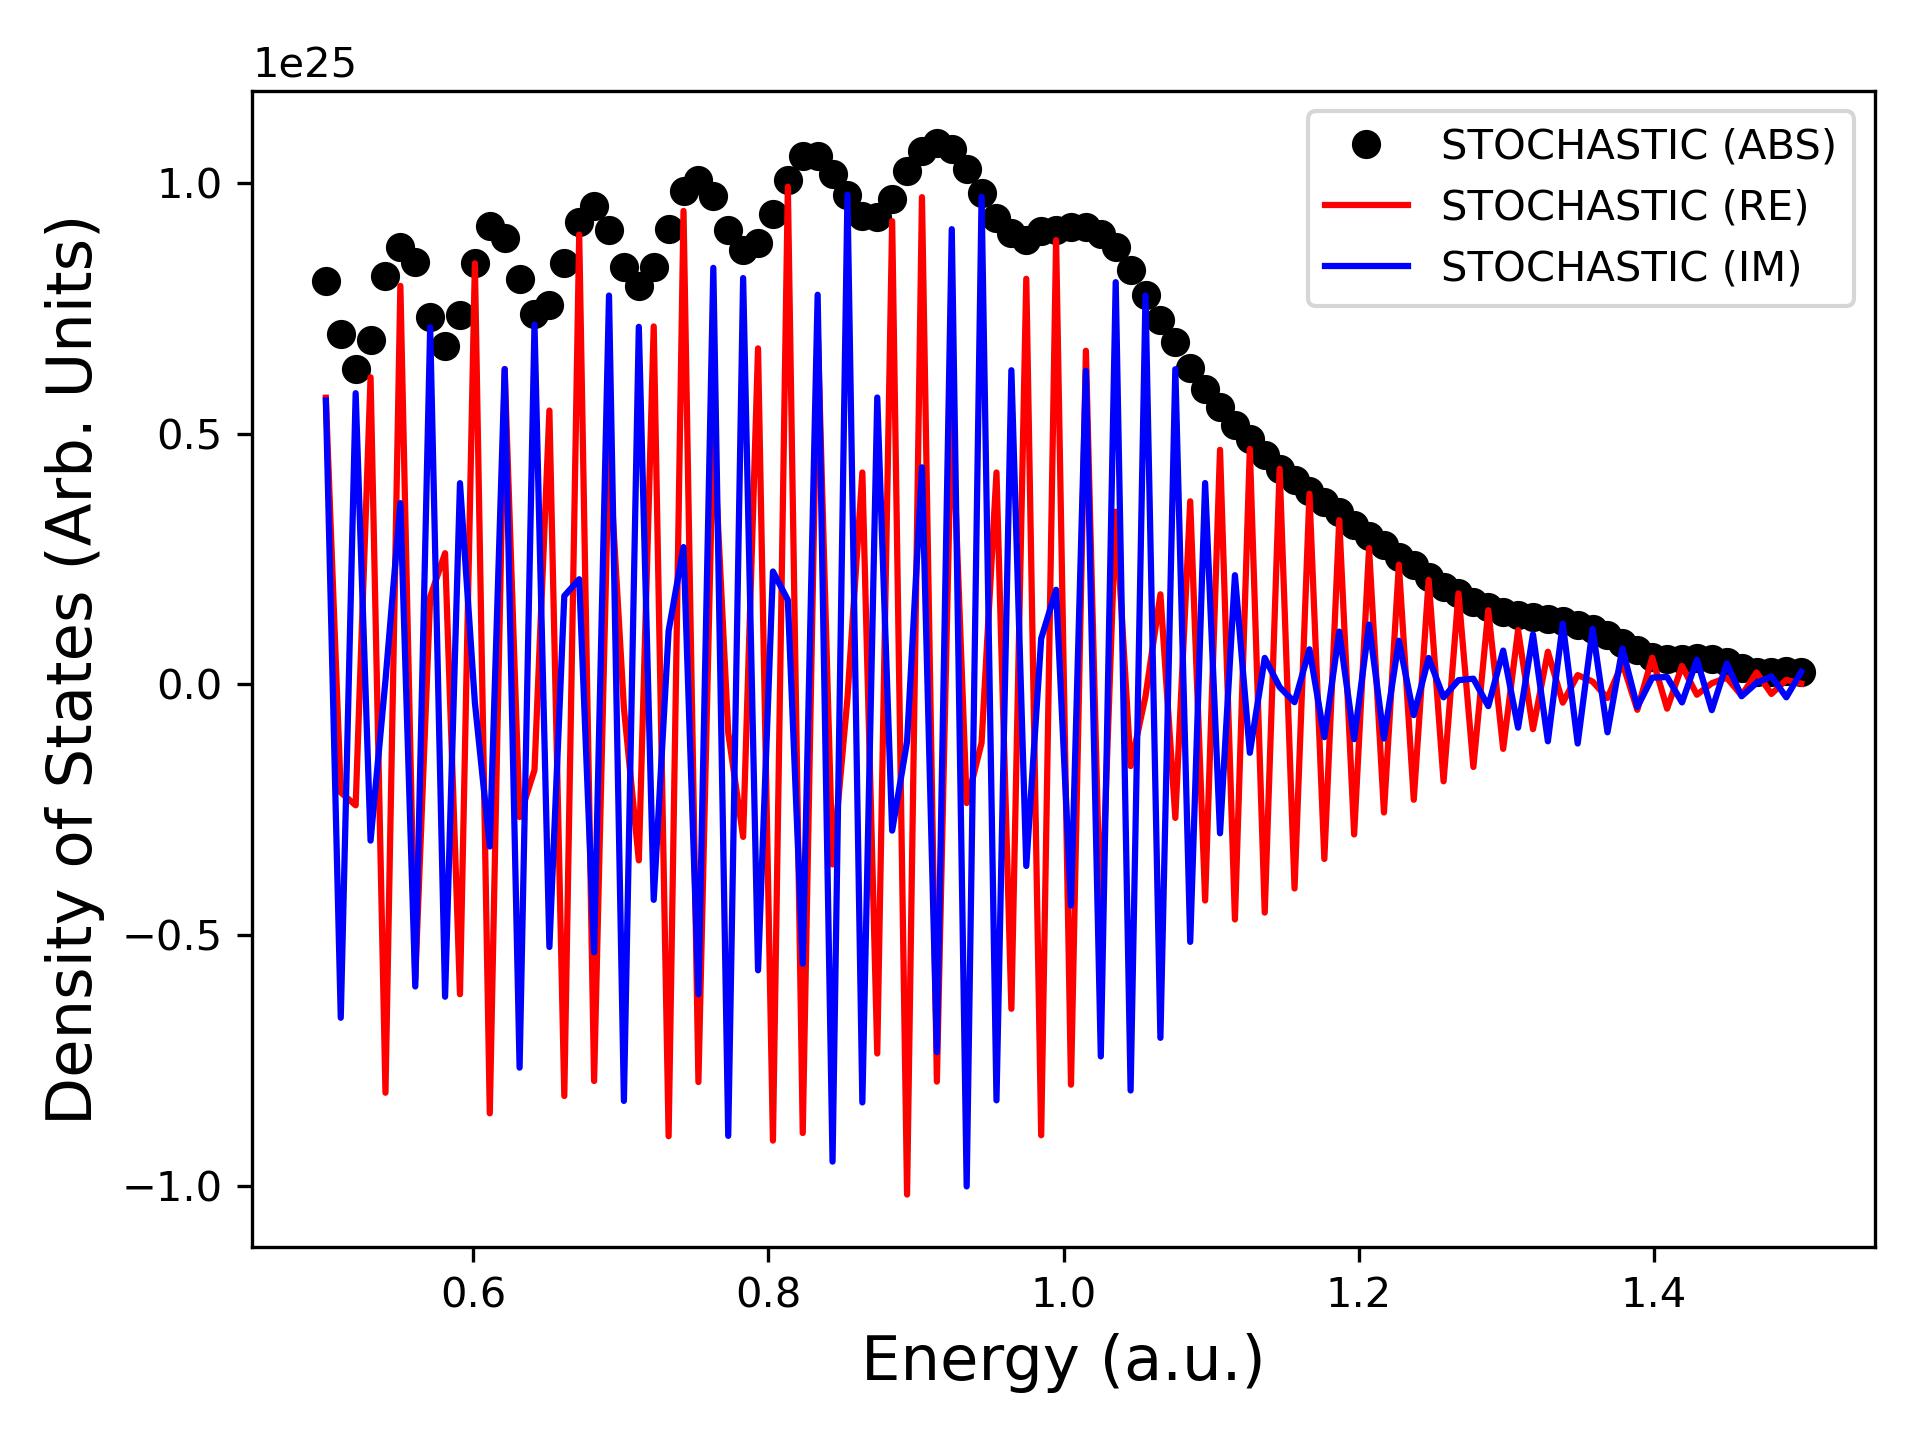 1e25
STOCHASTIC (ABS)
STOCHASTIC (RE)
STOCHASTIC (IM)
1.0
0.5
0.0
−0.5
−1.0
Density of States (Arb. Units)
0.6 0.8 1.0 1.2 1.4
Energy (a.u.)